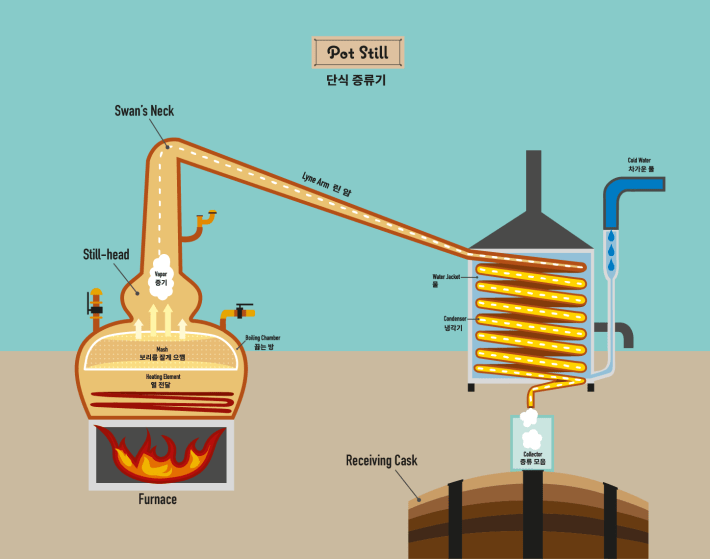 Pot Still
단식 증류기
Swan's Neck
Lyne Arm 린 암
Cold Water
차가운 물
Still-head
Vapor
증기
Water Jacket
물
Condenser
냉각기
Boiling Chamber
끓는 방
Mash
보리를 잘게 으깸
Heating Element
열 전달
Collector
증류 모음
Receiving Cask
Furnace